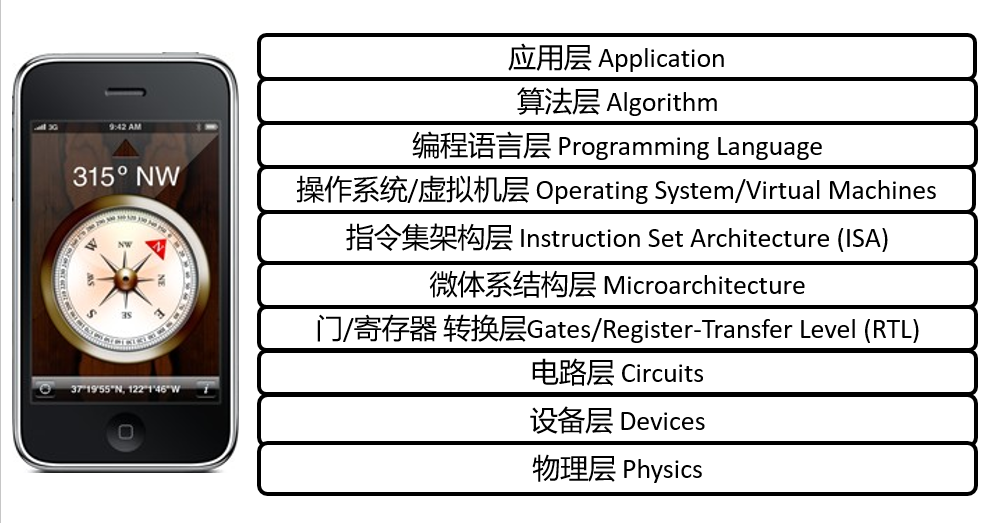 3G 9:42 AM
315° NW
NW
N
NE
E
SE
S
SW
W
37°19'55"N, 122°1'46"W
i
应用层 Application
算法层 Algorithm
编程语言层 Programming Language
操作系统/虚拟机层 Operating System/Virtual Machines
指令集架构层 Instruction Set Architecture (ISA)
微体系结构层 Microarchitecture
门/寄存器 转换层Gates/Register-Transfer Level (RTL)
电路层 Circuits
设备层 Devices
物理层 Physics